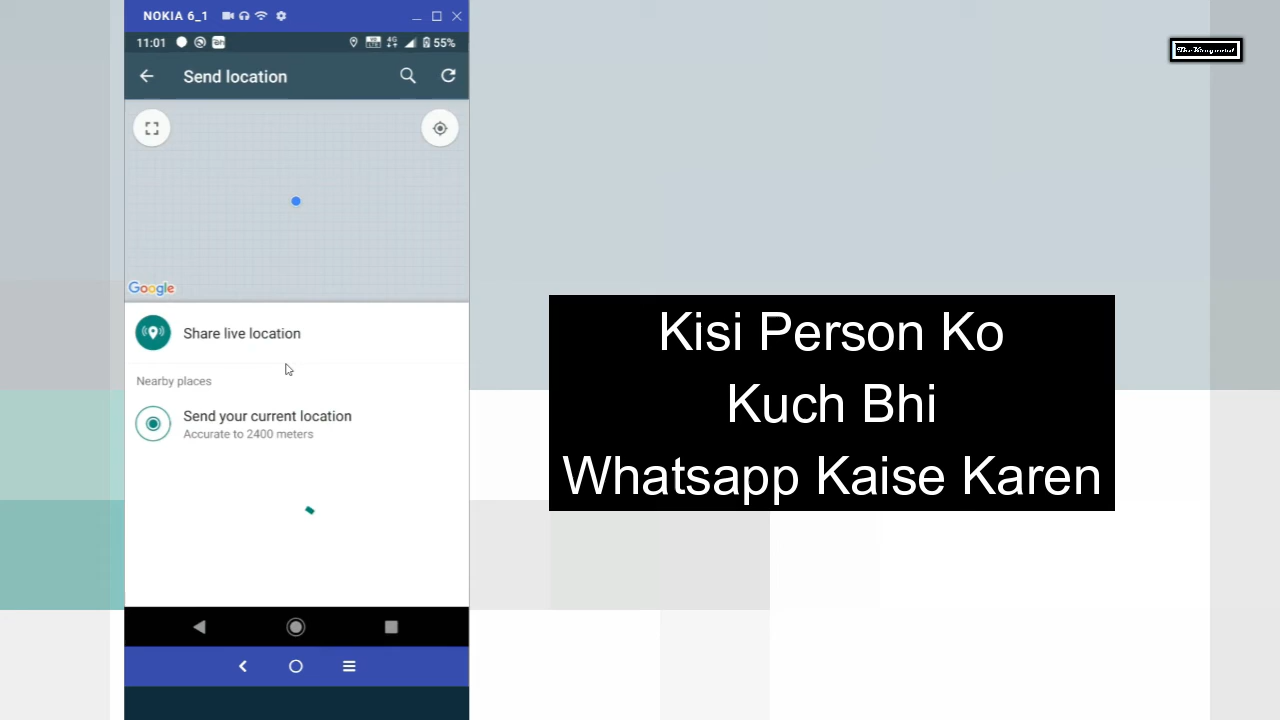 NOKIA 6_1
11:01
4G
55%
Send location
Google
Share live location
Nearby places
Send your current location
Accurate to 2400 meters
Kisi Person Ko
Kuch Bhi
Whatsapp Kaise Karen